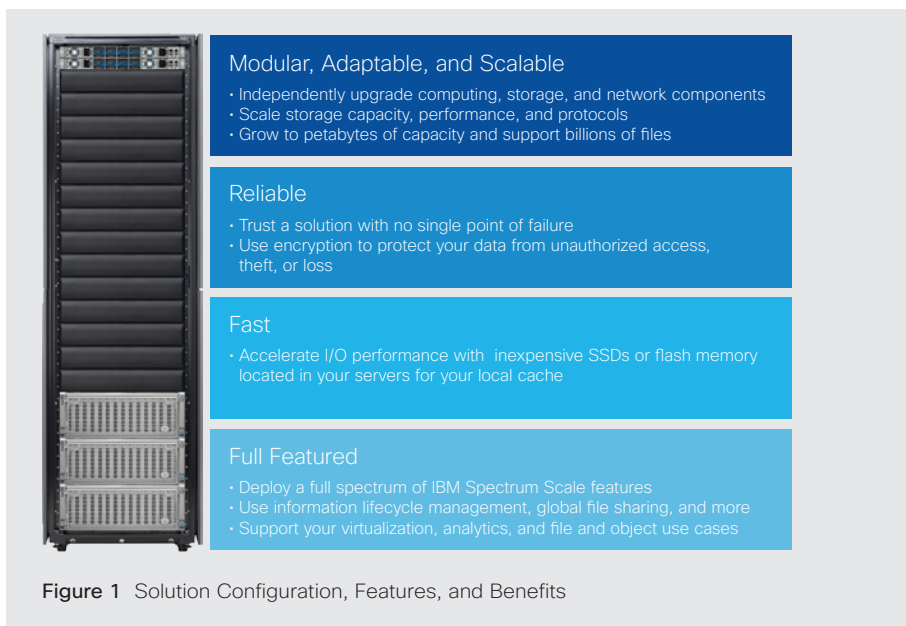 Modular, Adaptable, and Scalable
· Independently upgrade computing, storage, and network components
· Scale storage capacity, performance, and protocols
· Grow to petabytes of capacity and support billions of files
Reliable
· Trust a solution with no single point of failure
· Use encryption to protect your data from unauthorized access,
theft, or loss
Fast
· Accelerate I/O performance with inexpensive SSDs or flash memory
located in your servers for your local cache
Full Featured
· Deploy a full spectrum of IBM Spectrum Scale features
· Use information lifecycle management, global file sharing, and more
· Support your virtualization, analytics, and file and object use cases
Figure 1 Solution Configuration, Features, and Benefits